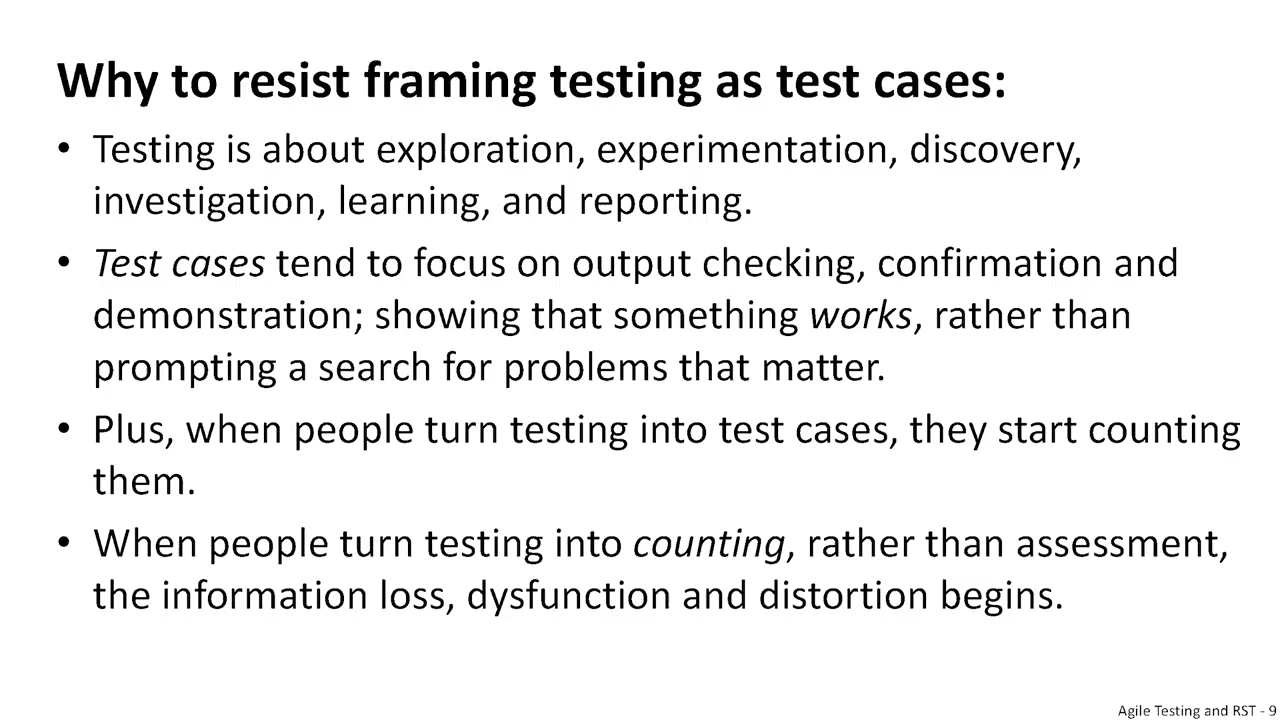 Why to resist framing testing as test cases:
• Testing is about exploration, experimentation, discovery,
investigation, learning, and reporting.
• Test cases tend to focus on output checking, confirmation and
demonstration; showing that something works, rather than
prompting a search for problems that matter.
• Plus, when people turn testing into test cases, they start counting
them.
• When people turn testing into counting, rather than assessment,
the information loss, dysfunction and distortion begins.
Agile Testing and RST - 9